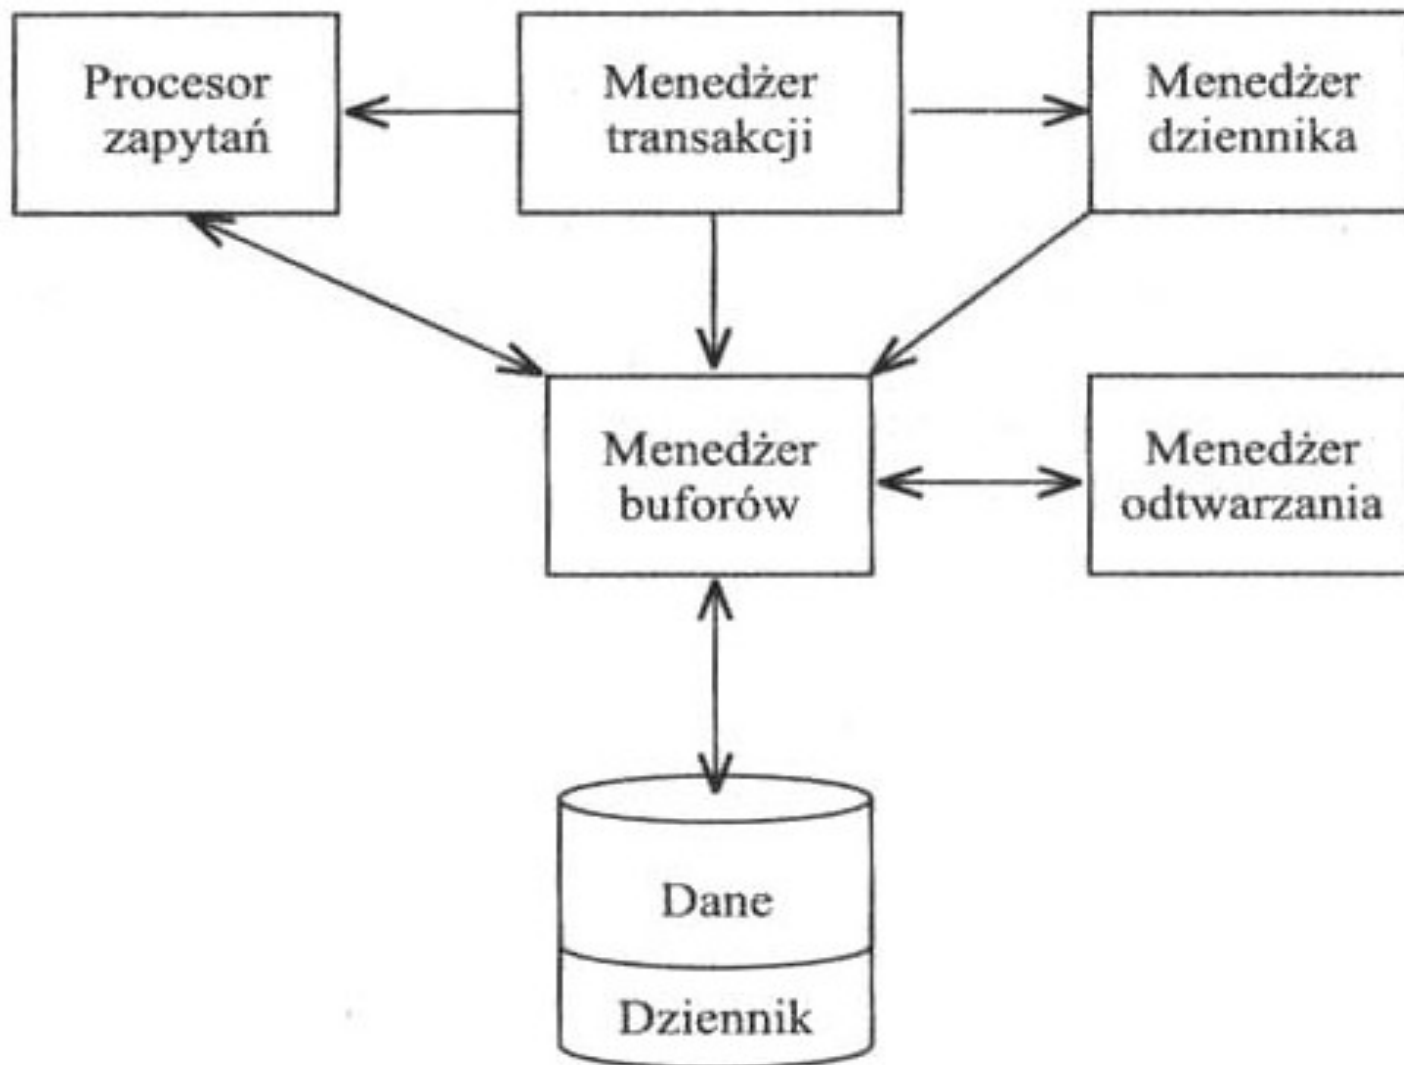 Procesor
zapytań
Menedżer
transakcji
Menedżer
dziennika
Menedżer
buforów
Menedżer
odtwarzania
Dane
Dziennik